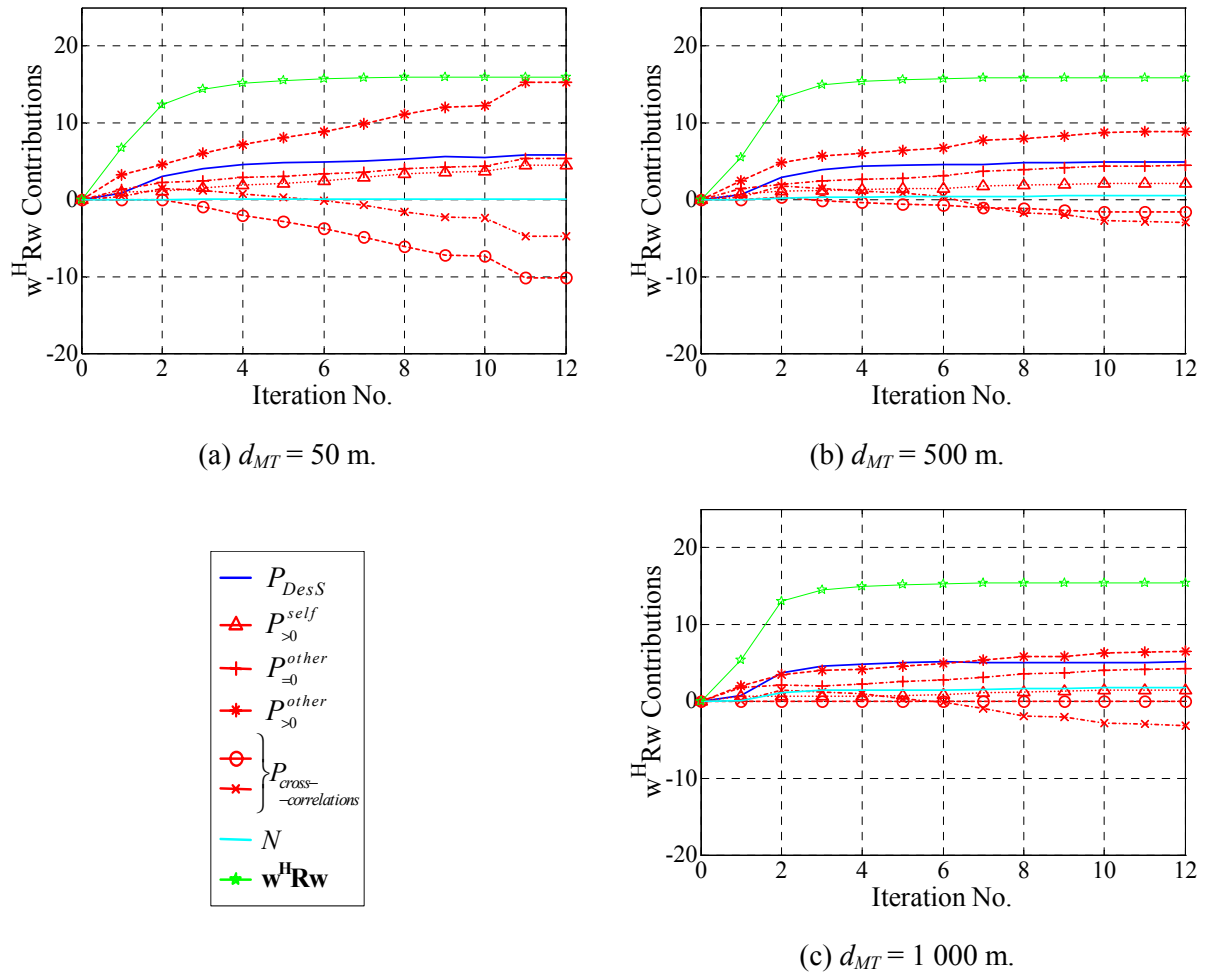 20
10
0
-10
-20
w^H Rw Contributions
0 2 4 6 8 10 12
Iteration No.
(a) d_MT = 50 m.
20
10
0
-10
-20
w^H Rw Contributions
0 2 4 6 8 10 12
Iteration No.
(b) d_MT = 500 m.
P_DesS
P_>0^self
P_=0^other
P_>0^other
P_cross–
–correlations
N
w^H Rw
20
10
0
-10
-20
w^H Rw Contributions
0 2 4 6 8 10 12
Iteration No.
(c) d_MT = 1 000 m.